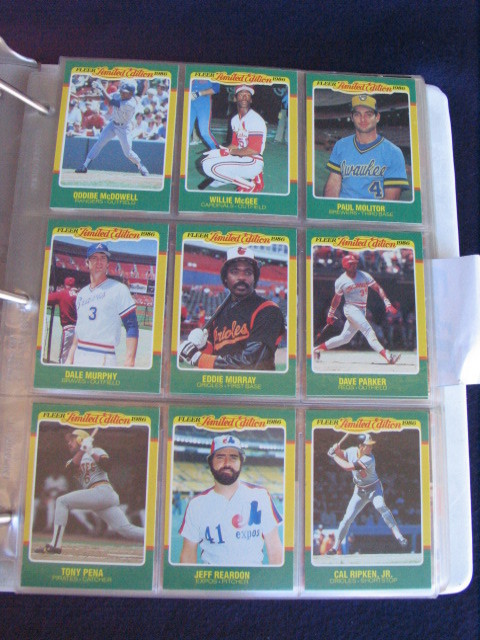 FLEER Limited Edition 1986
ODDIBE McDOWELL
RANGERS-OUTFIELD
FLEER Limited Edition 1986
WILLIE McGEE
CARDINALS-OUTFIELD
FLEER Limited Edition 1986
Milwaukee
4
PAUL MOLITOR
BREWERS-THIRD BASE
FLEER Limited Edition 1986
3
DALE MURPHY
BRAVES-OUTFIELD
FLEER Limited Edition 1986
Orioles
EDDIE MURRAY
ORIOLES-FIRST BASE
FLEER Limited Edition 1986
DAVE PARKER
REDS-OUTFIELD
FLEER Limited Edition 1986
TONY PENA
PIRATES-CATCHER
FLEER Limited Edition 1986
41 expos
JEFF REARDON
EXPOS-PITCHER
FLEER Limited Edition 1986
CAL RIPKEN, JR.
ORIOLES-SHORTSTOP